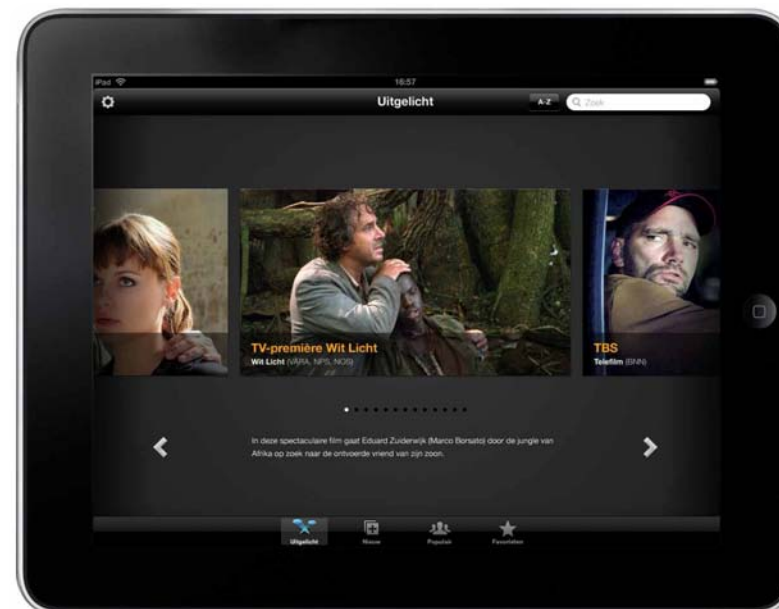 iPad
16:57
Uitgelicht
A-Z
Zoek
TV-première Wit Licht
Wit Licht (VARA, NPS, NOS)
TBS
Telefilm (BNN)
In deze spectaculaire film gaat Eduard Zuiderwijk (Marco Borsato) door de jungle van
Afrika op zoek naar de ontvoerde vriend van zijn zoon.
Uitgelicht
Nieuw
Populair
Favorieten